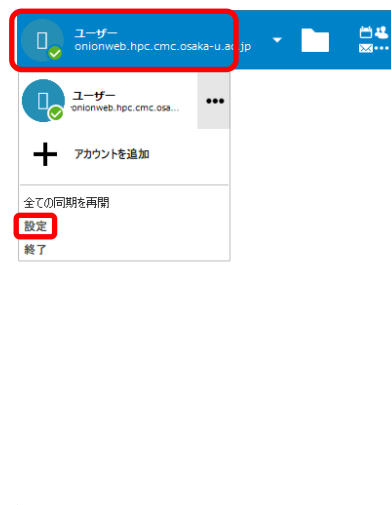 ユーザー
onionweb.hpc.cmc.osaka-u.ac.jp
ユーザー
onionweb.hpc.cmc.osa...
アカウントを追加
全ての同期を再開
設定
終了